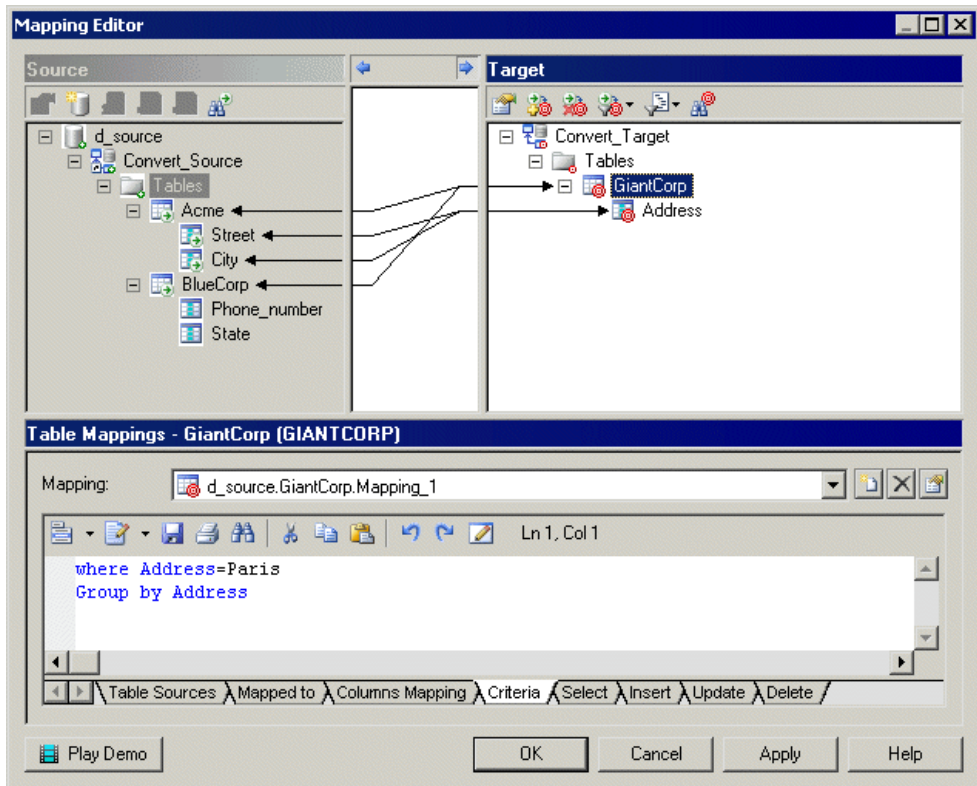 Mapping Editor
Source
Target
d_source
Convert_Source
Tables
Acme
Street
City
BlueCorp
Phone_number
State
Convert_Target
Tables
GiantCorp
Address
Table Mappings - GiantCorp (GIANTCORP)
Mapping:
d_source.GiantCorp.Mapping_1
Ln 1, Col 1
where Address=Paris
Group by Address
Table Sources Mapped to Columns Mapping Criteria Select Insert Update Delete
Play Demo OK Cancel Apply Help